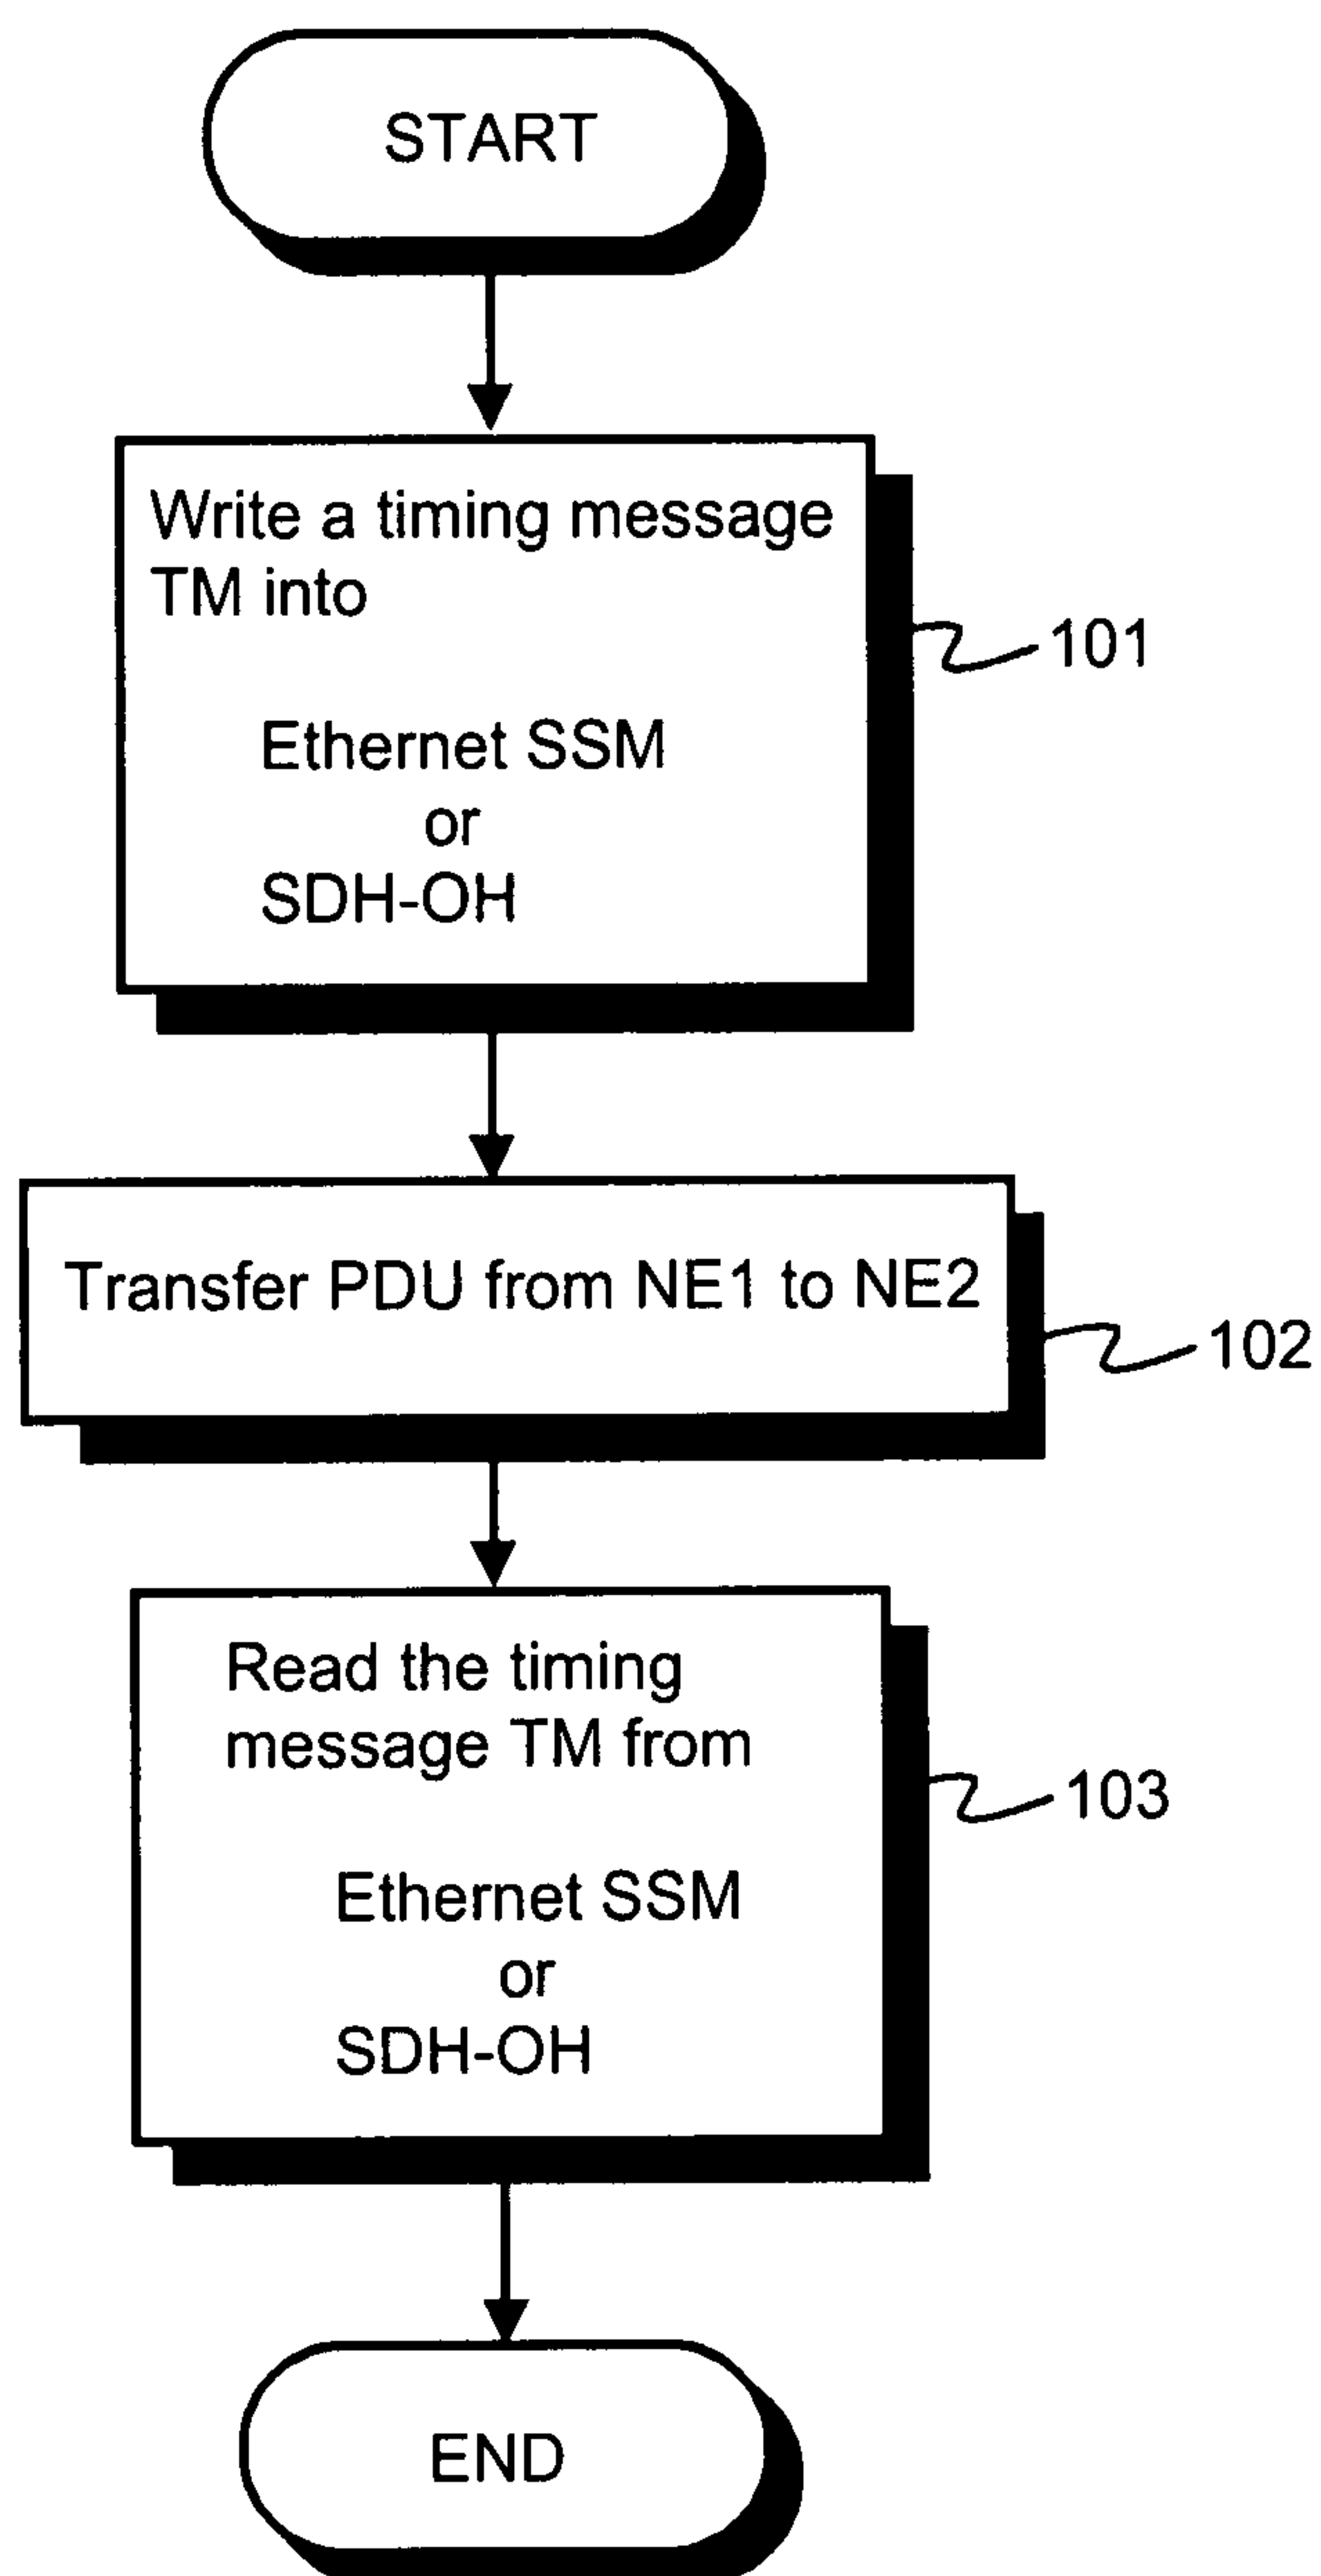 START
Write a timing message
TM into
Ethernet SSM
or
SDH-OH
101
Transfer PDU from NE1 to NE2
102
Read the timing
message TM from
103
Ethernet SSM
or
SDH-OH
END